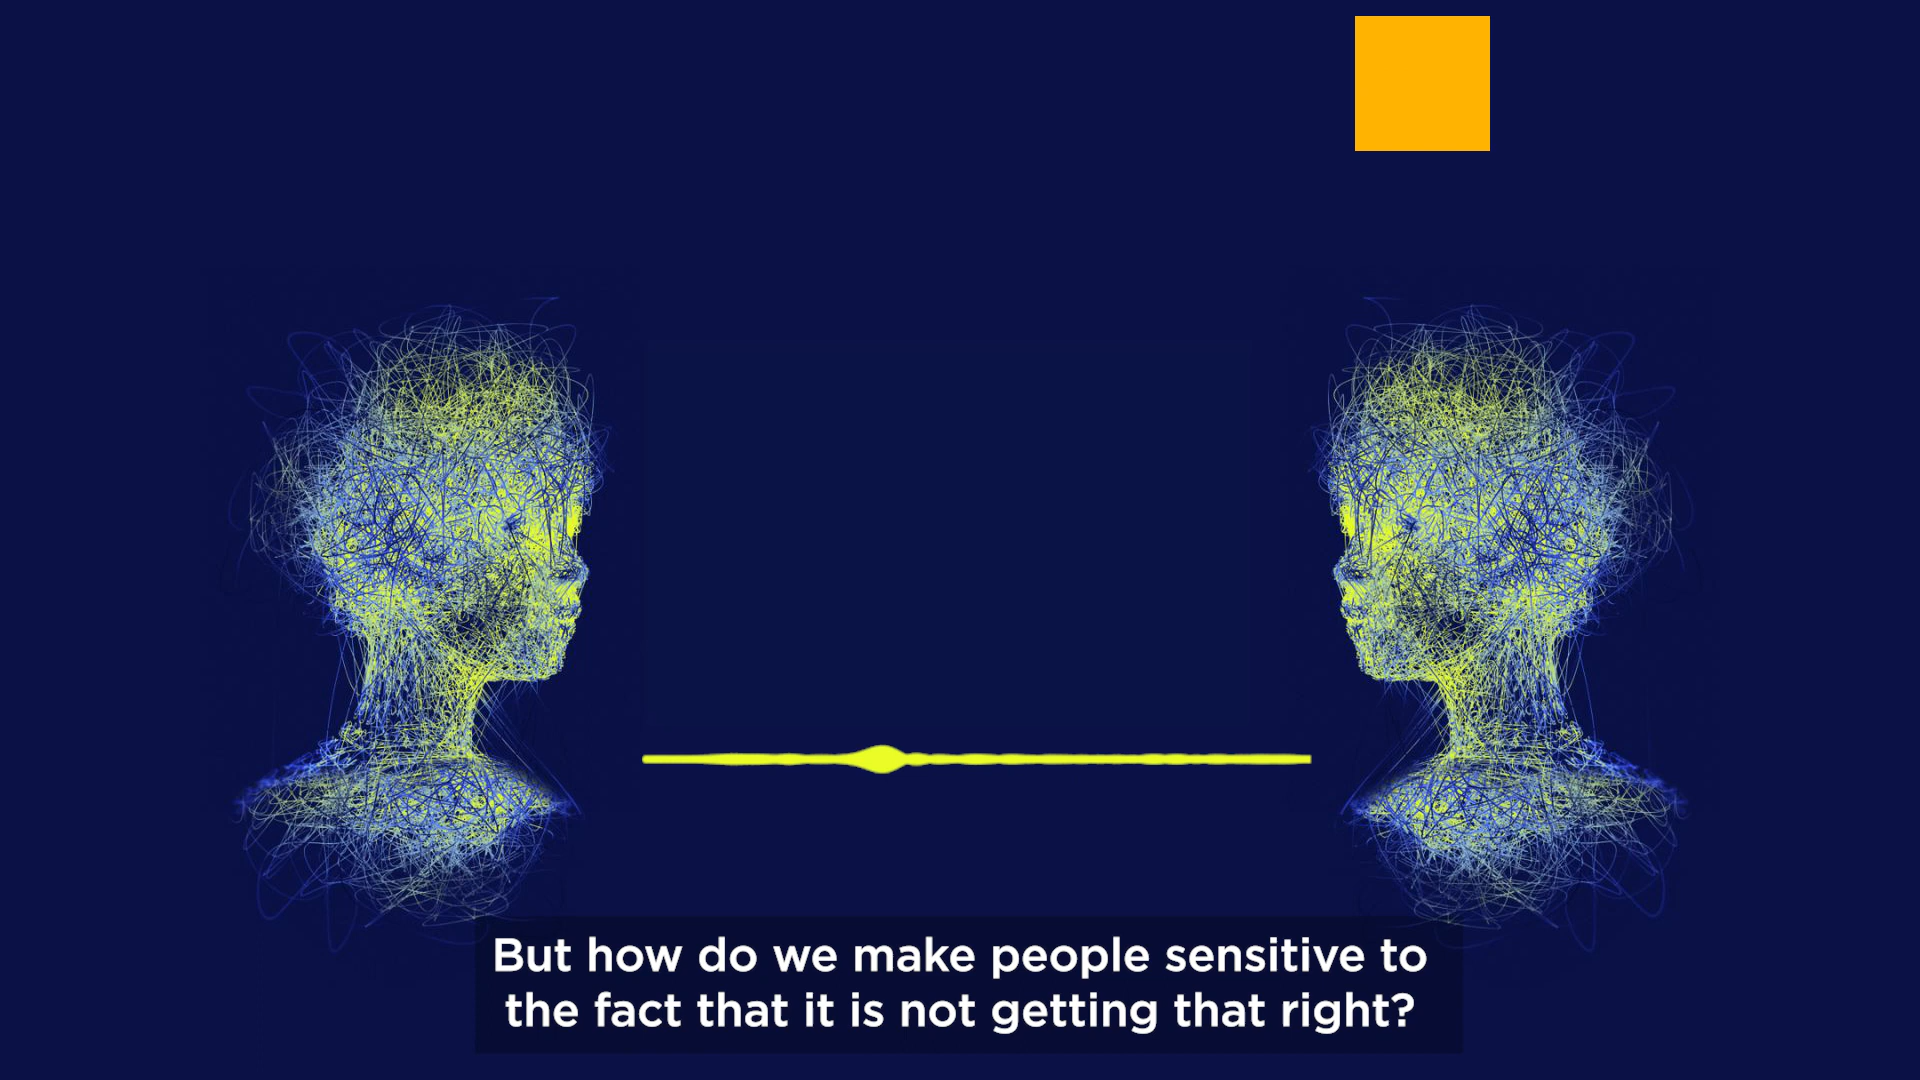 But how do we make people sensitive to
the fact that it is not getting that right?